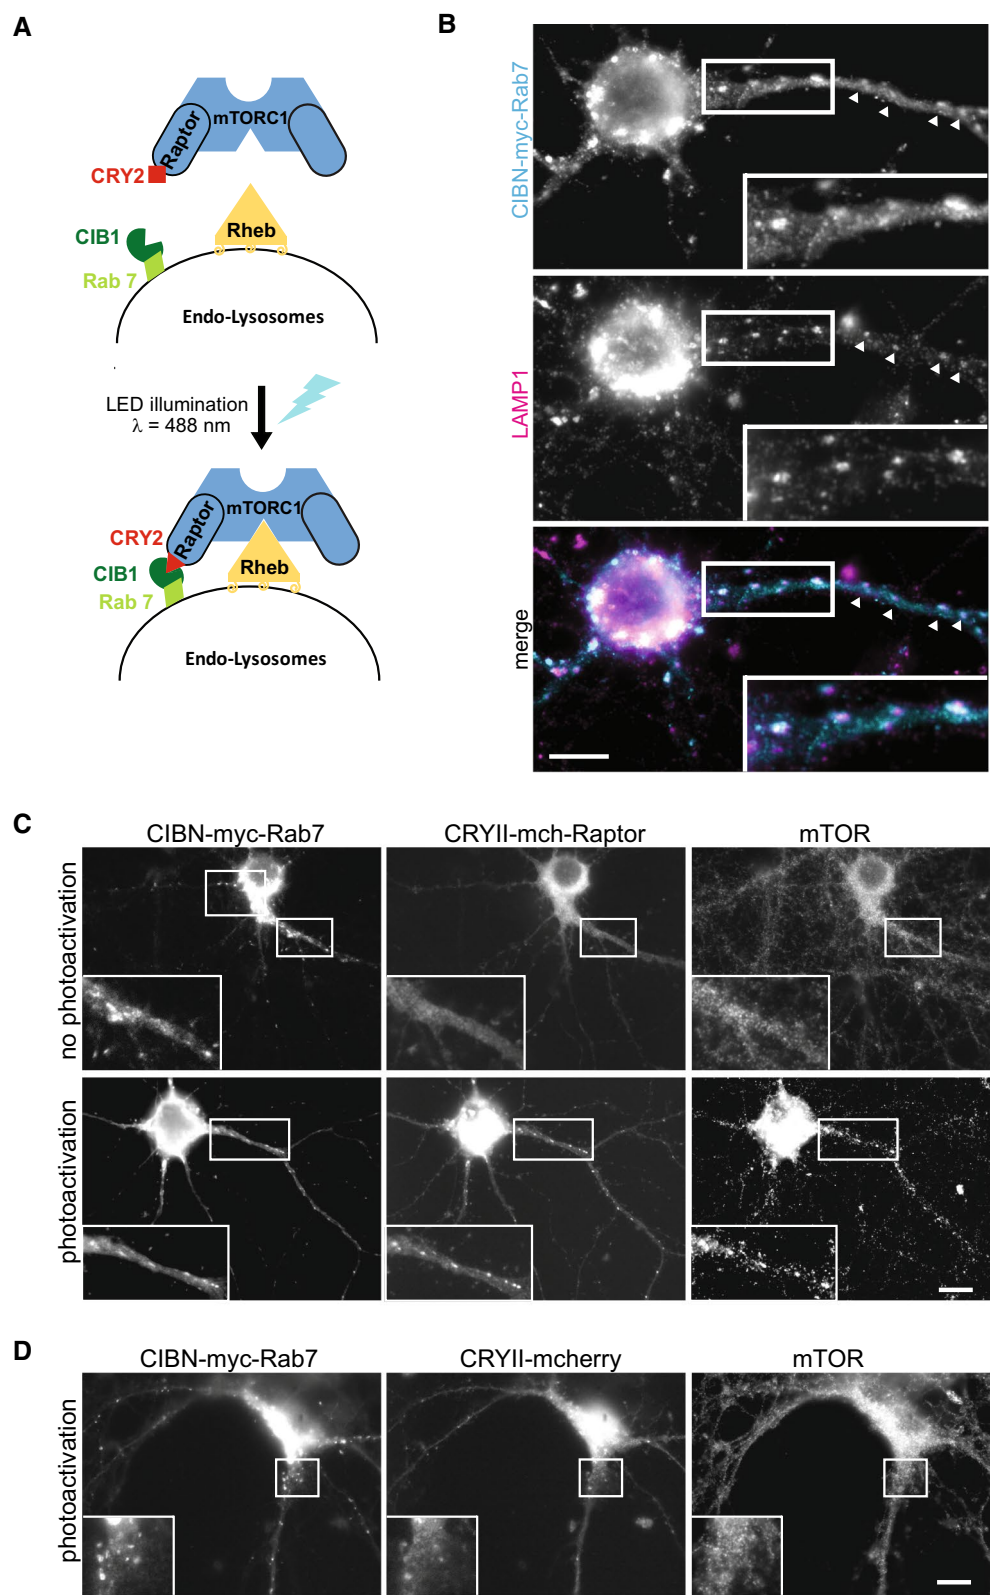 A
mTORC1
Raptor
CRY2
CIB1
Rheb
Rab 7
Endo-Lysosomes
LED illumination
λ = 488 nm
mTORC1
Raptor
CRY2
CIB1
Rheb
Rab 7
Endo-Lysosomes
B
CIBN-myc-Rab7
LAMP1
merge
C
CIBN-myc-Rab7
CRYII-mch-Raptor
mTOR
no photoactivation
photoactivation
D
CIBN-myc-Rab7
CRYII-mcherry
mTOR
photoactivation